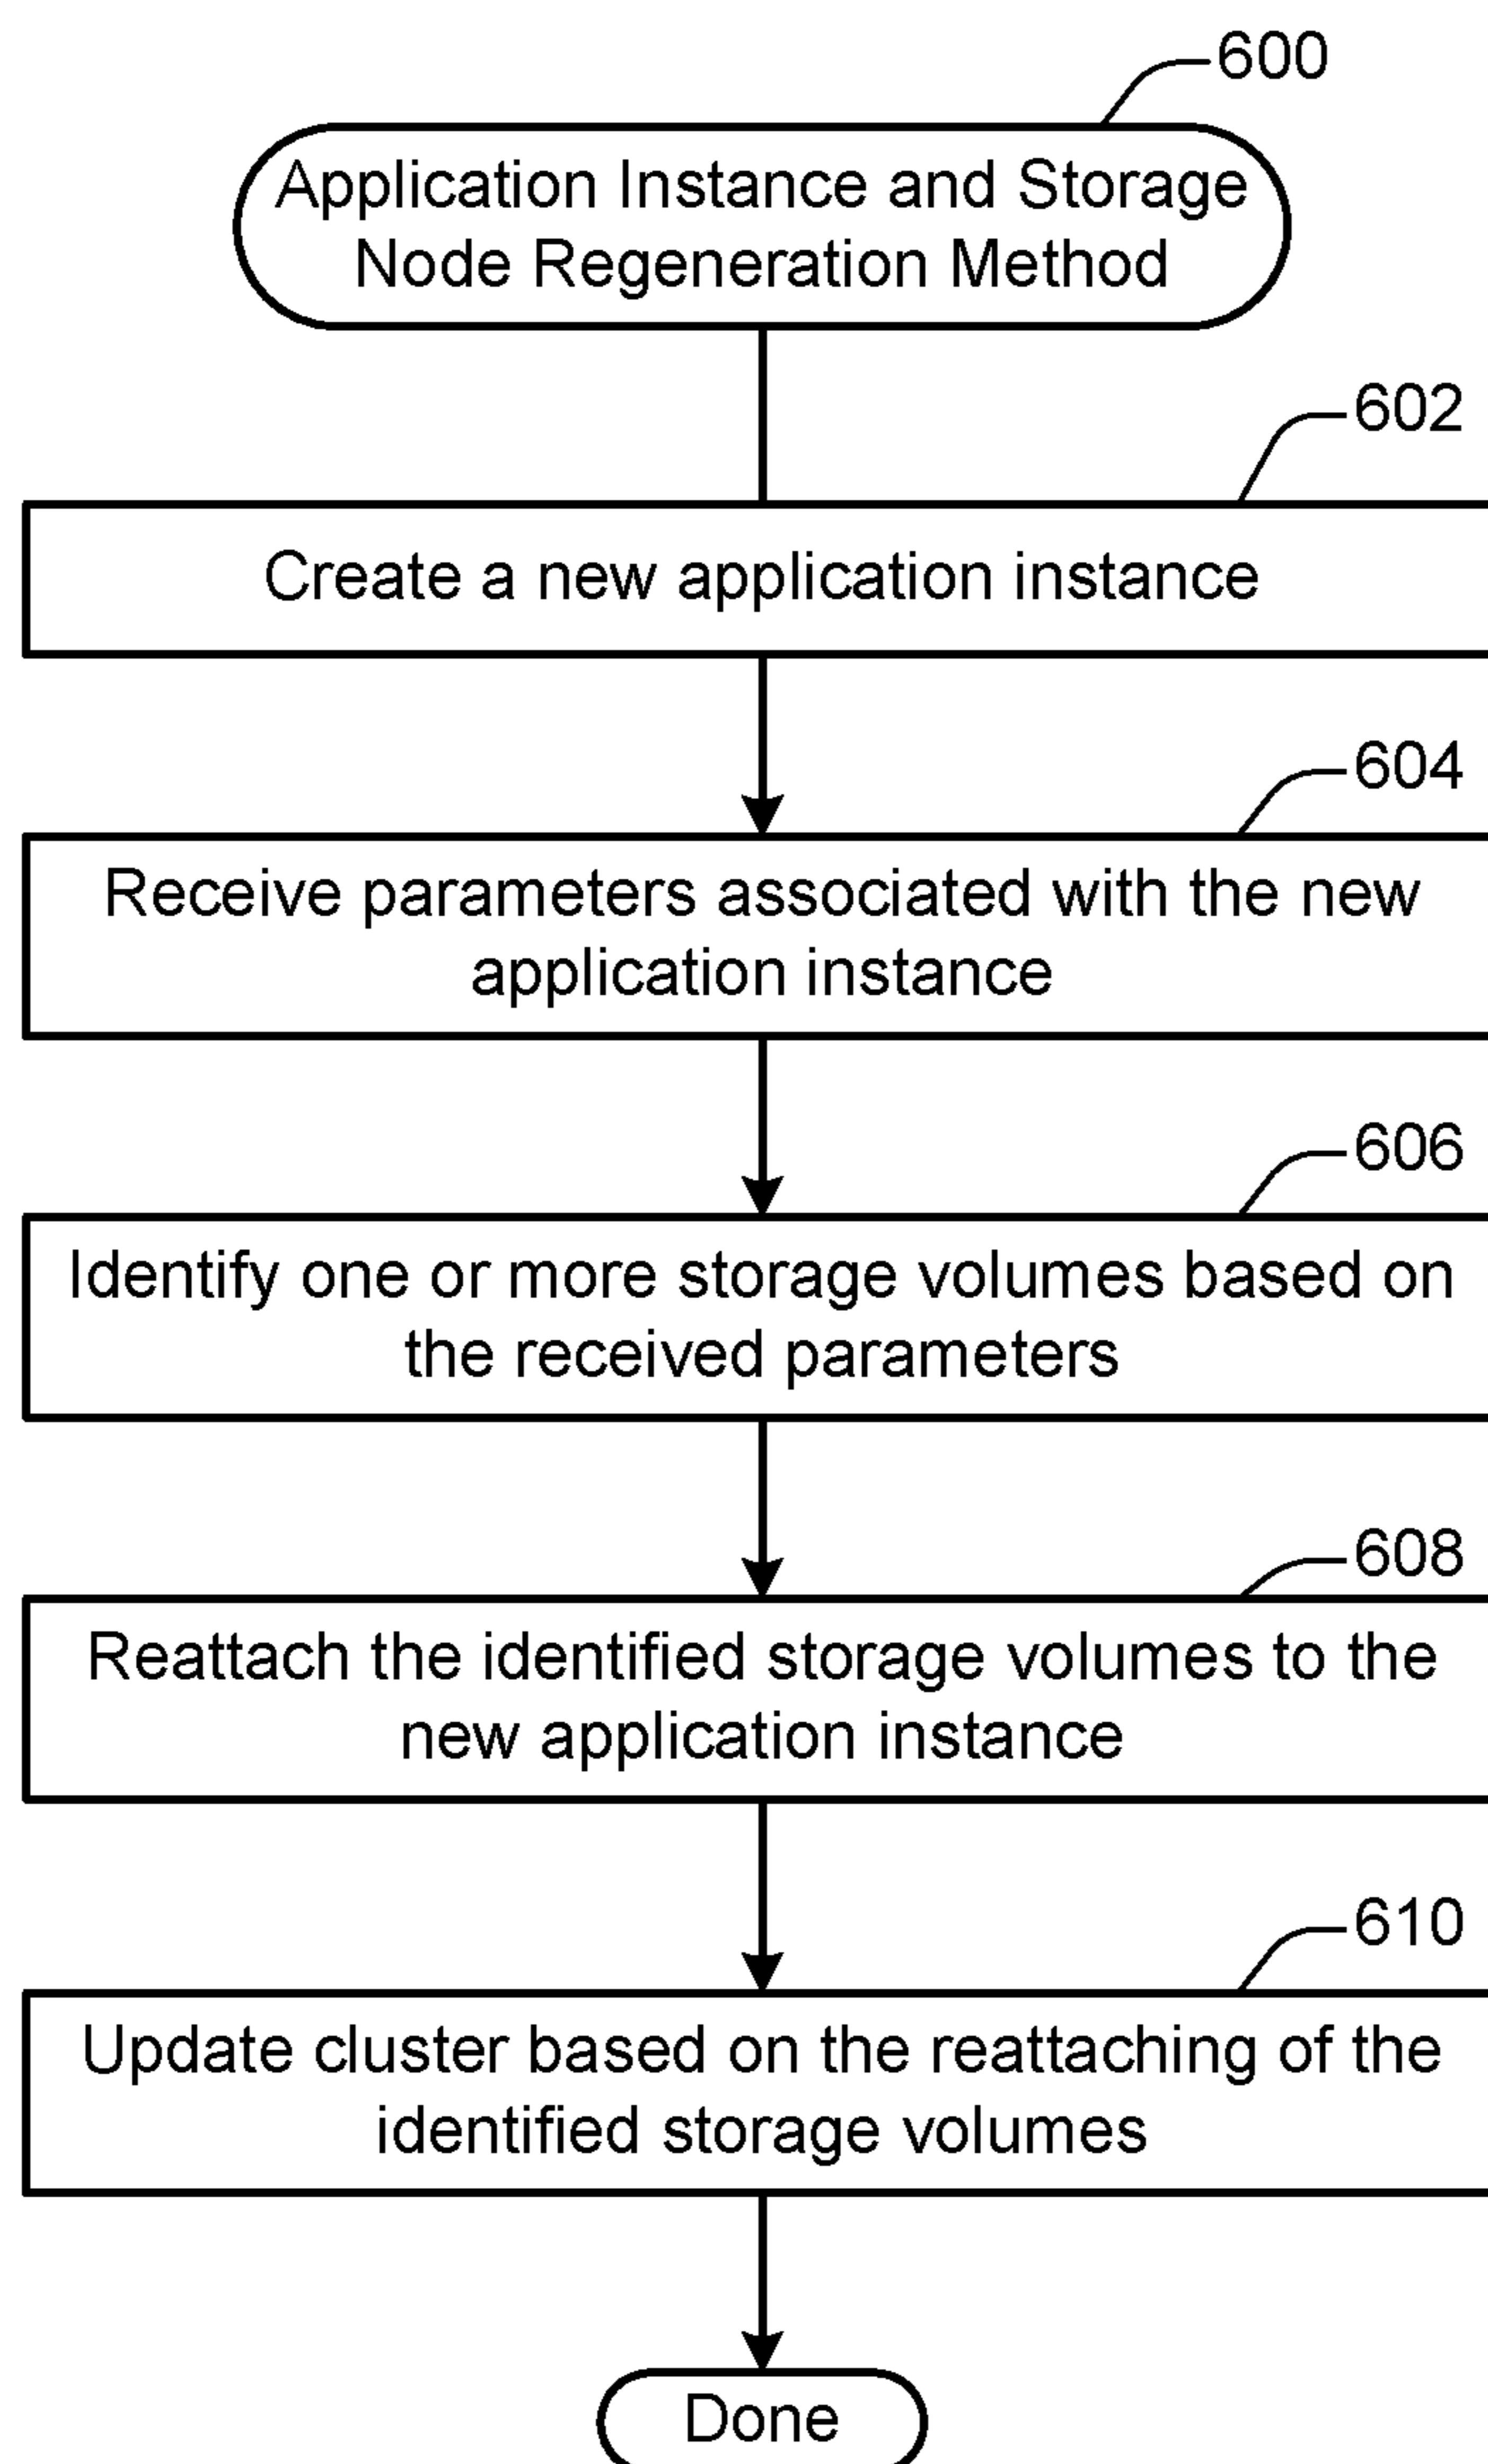 600
Application Instance and Storage
Node Regeneration Method
602
Create a new application instance
604
Receive parameters associated with the new
application instance
606
Identify one or more storage volumes based on
the received parameters
608
Reattach the identified storage volumes to the
new application instance
610
Update cluster based on the reattaching of the
identified storage volumes
Done